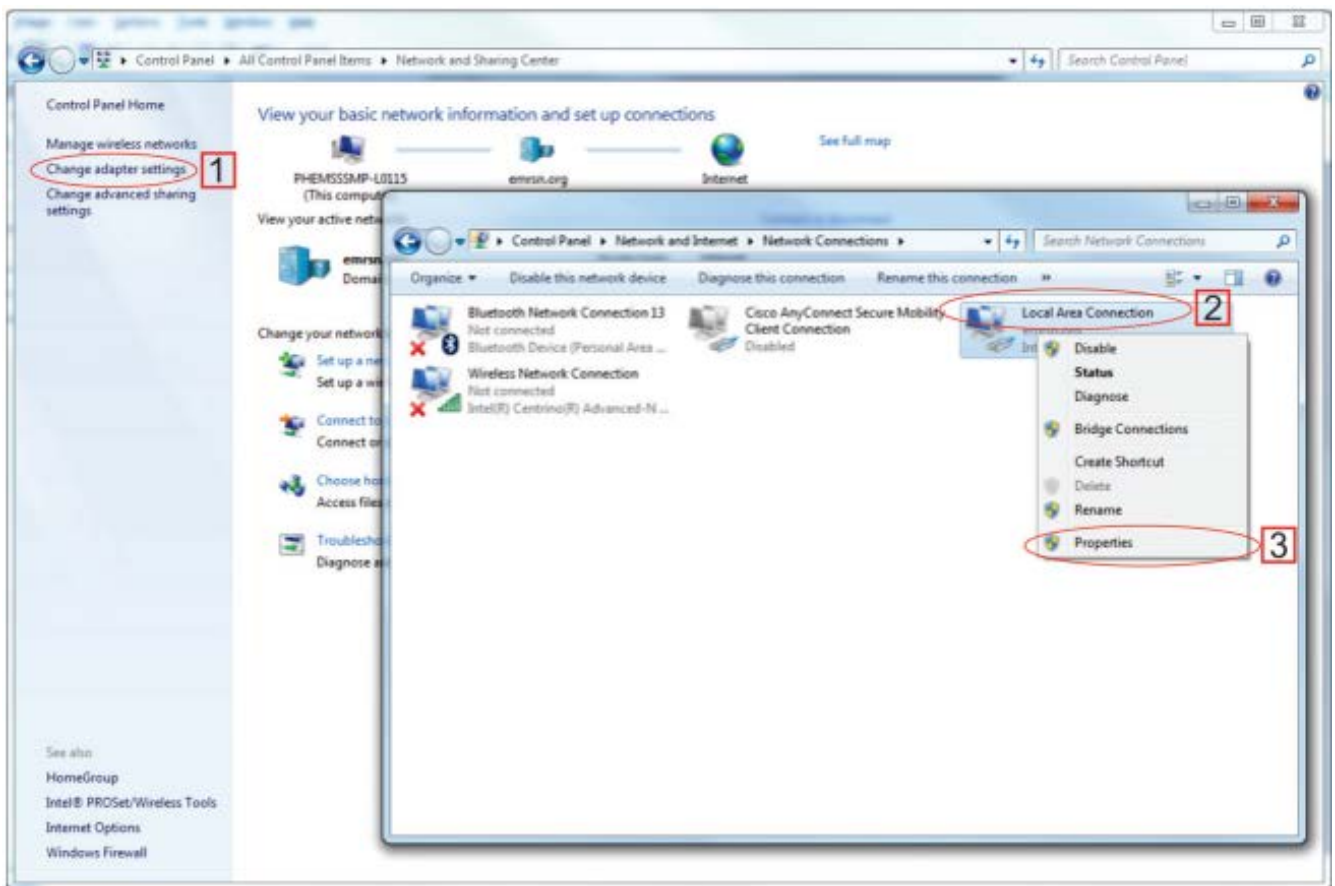 Control Panel ▸ All Control Panel Items ▸ Network and Sharing Center
Search Control Panel
Control Panel Home
Manage wireless networks
Change adapter settings
1
Change advanced sharing
settings
See also
HomeGroup
Intel® PROSet/Wireless Tools
Internet Options
Windows Firewall
View your basic network information and set up connections
See full map
PHEMSSSMP-L0115
(This compute
emrsn.org
Internet
View your active netw
emrsn.
Domai
Change your network
Set up a ne
Set up a wi
Connect to
Connect or
Choose ho
Access files
Troublesho
Diagnose a
Control Panel ▸ Network and Internet ▸ Network Connections ▸
Search Network Connections
Organize
Disable this network device
Diagnose this connection
Rename this connection
»
Bluetooth Network Connection 13
Not connected
Bluetooth Device (Personal Area ...
Cisco AnyConnect Secure Mobility
Client Connection
Disabled
Local Area Connection
2
Wireless Network Connection
Not connected
Intel(R) Centrino(R) Advanced-N ...
Disable
Status
Diagnose
Bridge Connections
Create Shortcut
Delete
Rename
Properties
3